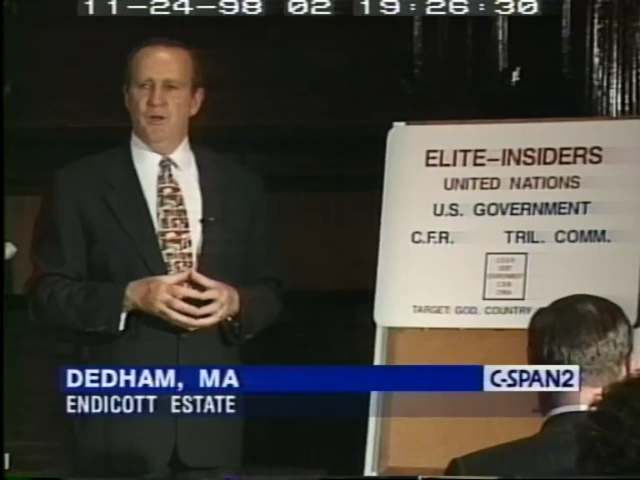 11-24-98 02 19:26:30
ELITE-INSIDERS
UNITED NATIONS
U.S. GOVERNMENT
C.F.R. TRIL. COMM.
TARGET: GOD, COUNTRY
DEDHAM, MA
C-SPAN2
ENDICOTT ESTATE